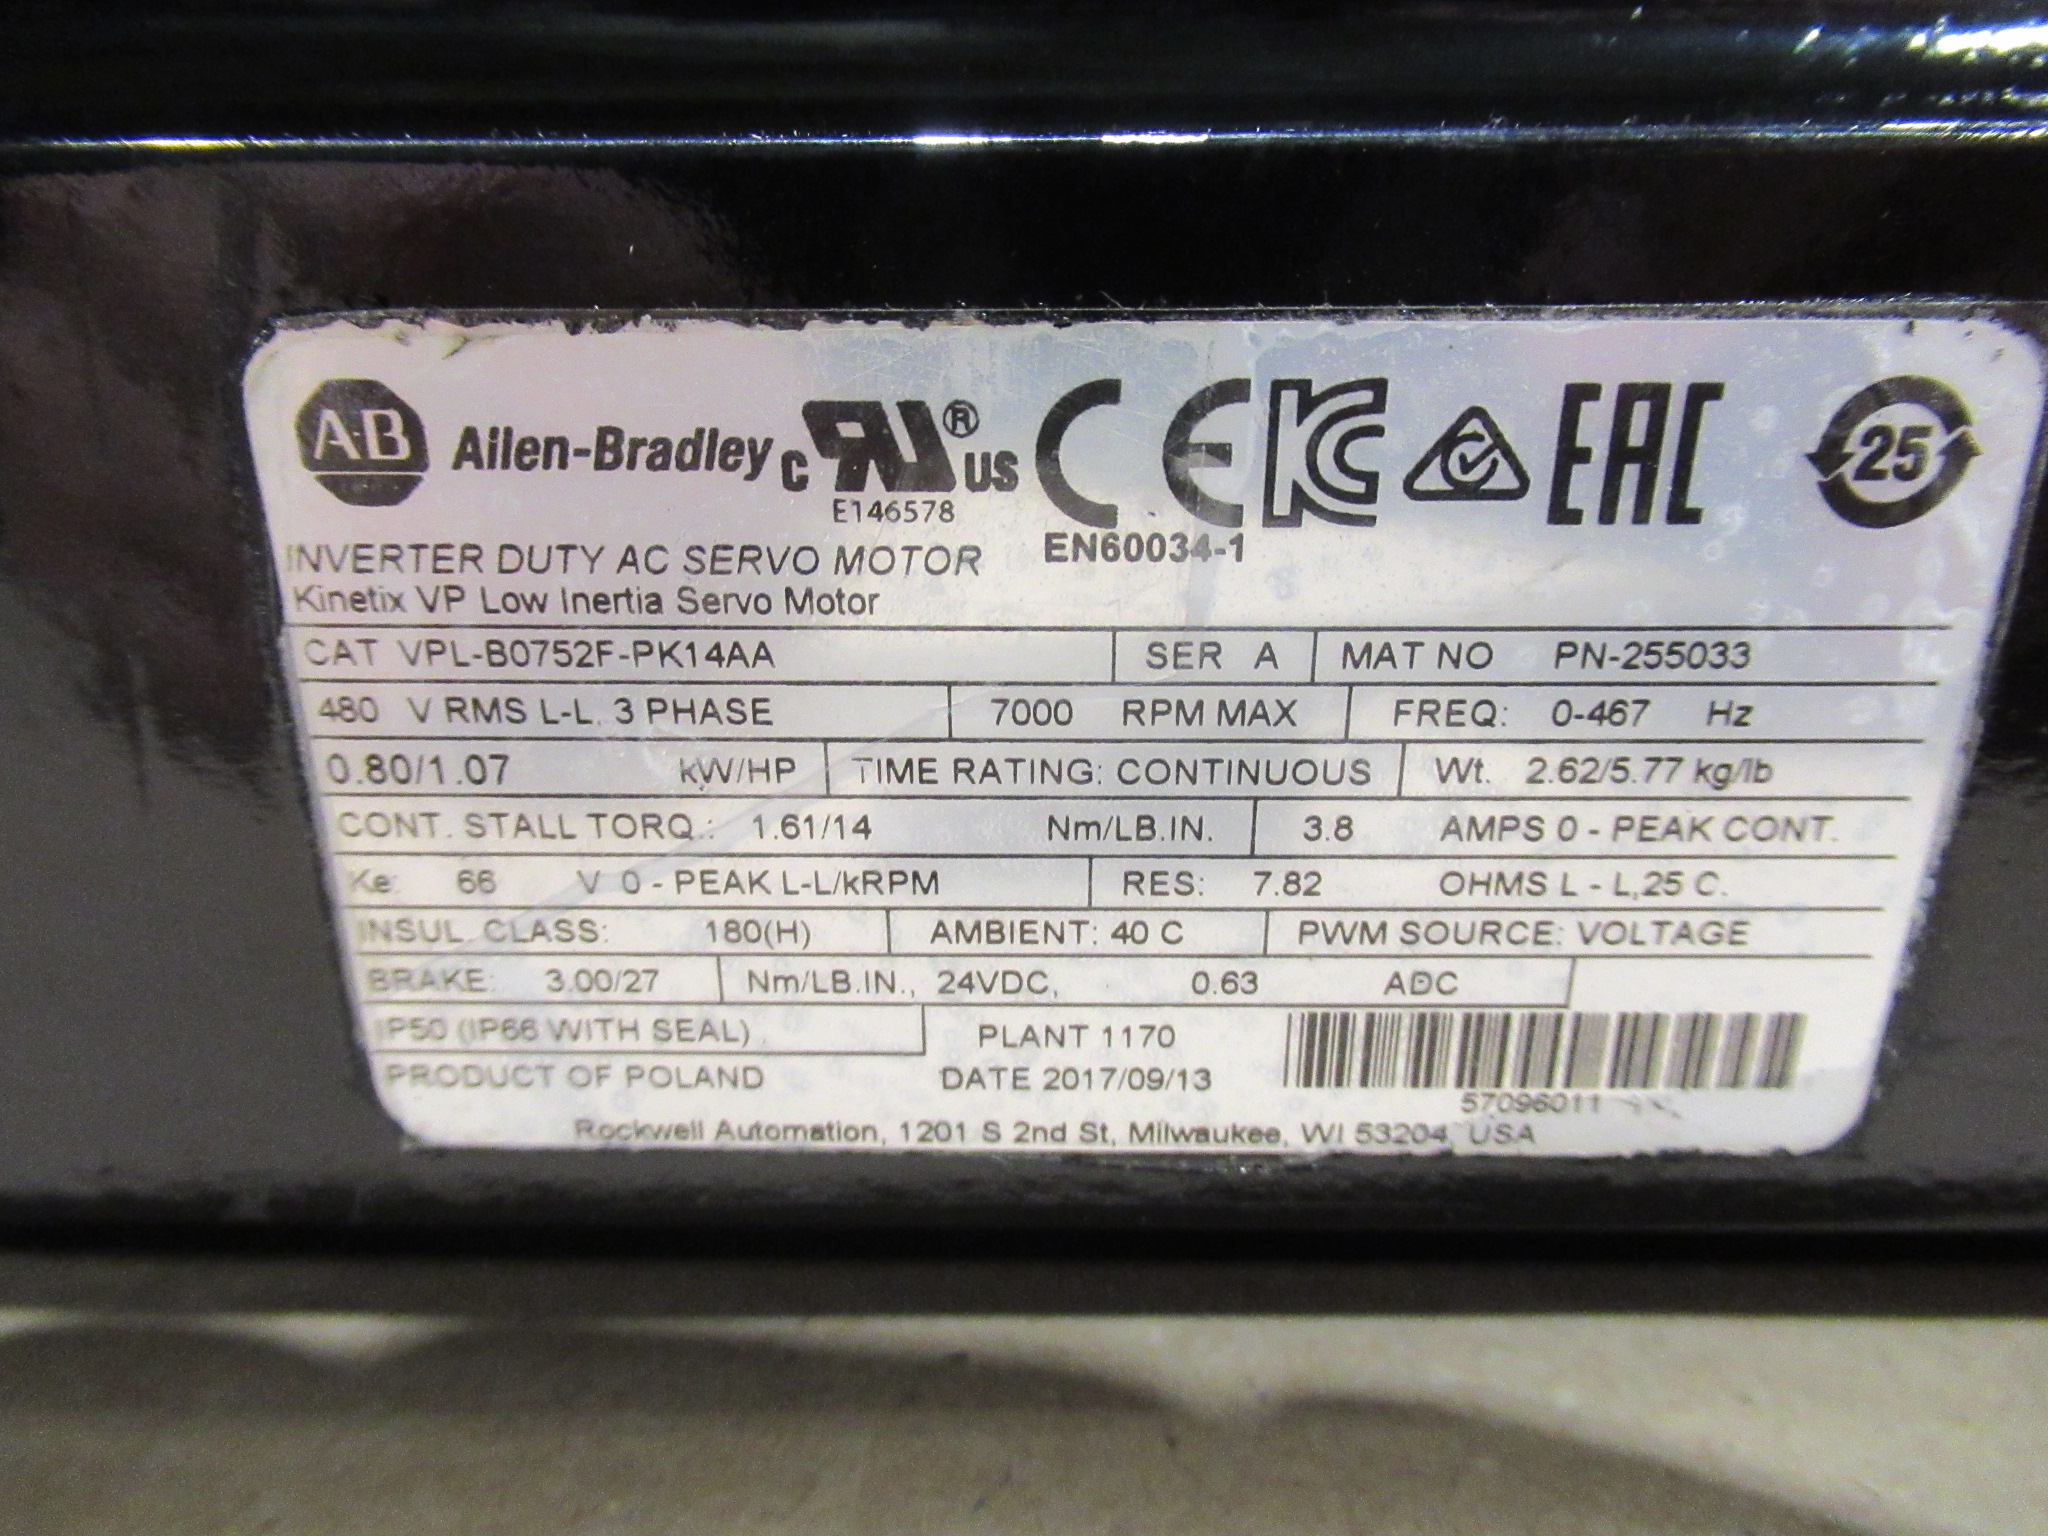 A-B Allen-Bradley c RU ® US CE KC EAC 25
E146578
EN60034-1
INVERTER DUTY AC SERVO MOTOR
Kinetix VP Low Inertia Servo Motor
CAT VPL-B0752F-PK14AA SER A MAT NO PN-255033
480 V RMS L-L, 3 PHASE 7000 RPM MAX FREQ: 0-467 Hz
0.80/1.07 kW/HP TIME RATING: CONTINUOUS Wt. 2.62/5.77 kg/lb
CONT. STALL TORQ.: 1.61/14 Nm/LB.IN. 3.8 AMPS 0 - PEAK CONT.
Ke: 66 V 0 - PEAK L-L/kRPM RES: 7.82 OHMS L - L,25 C.
INSUL. CLASS: 180(H) AMBIENT: 40 C PWM SOURCE: VOLTAGE
BRAKE: 3.00/27 Nm/LB.IN., 24VDC, 0.63 ADC
IP50 (IP66 WITH SEAL) PLANT 1170
PRODUCT OF POLAND DATE 2017/09/13
57096011
Rockwell Automation, 1201 S 2nd St, Milwaukee, WI 53204, USA